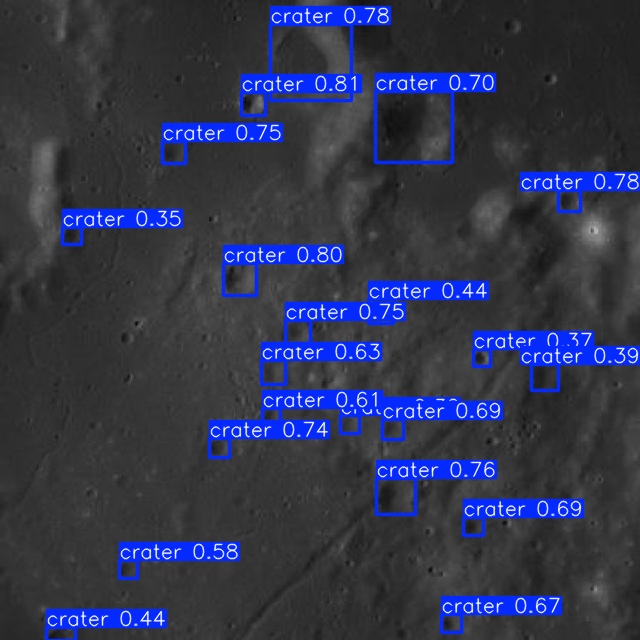 crater 0.78
crater 0.81
crater 0.70
crater 0.75
crater 0.78
crater 0.35
crater 0.80
crater 0.44
crater 0.75
crater 0.37
crater 0.63
crater 0.39
crater 0.61
crater 0.69
crater 0.74
crater 0.76
crater 0.69
crater 0.58
crater 0.67
crater 0.44